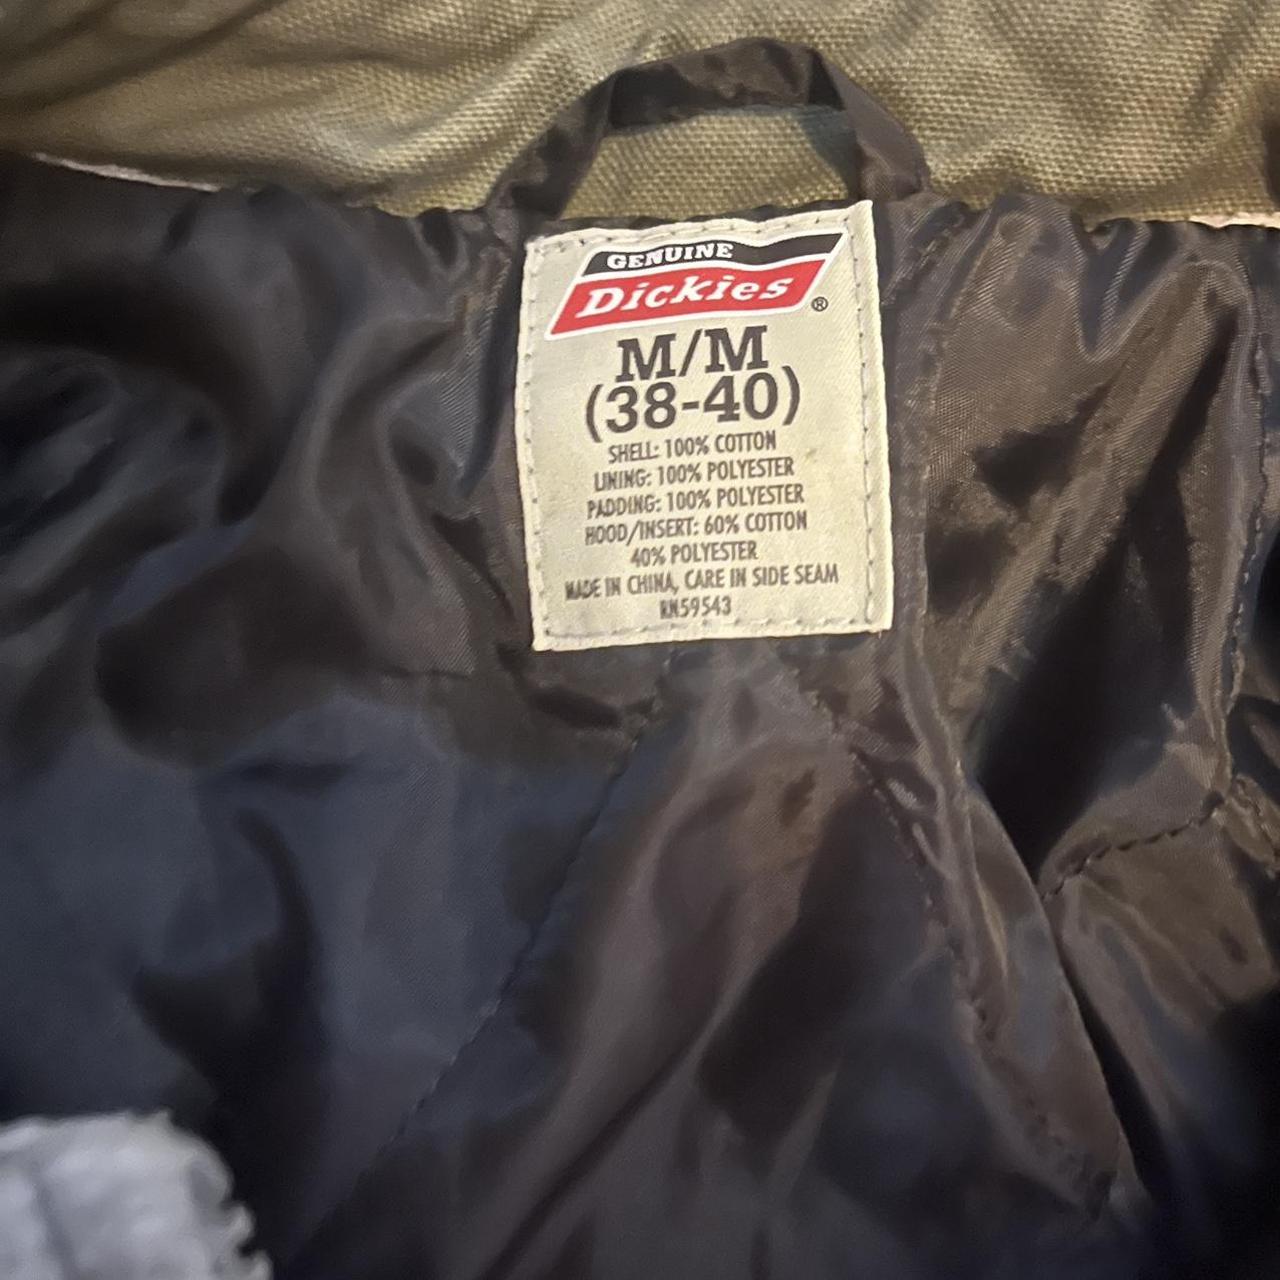 GENUINE
Dickies®
M/M
(38-40)
SHELL: 100% COTTON
LINING: 100% POLYESTER
PADDING: 100% POLYESTER
HOOD/INSERT: 60% COTTON
40% POLYESTER
MADE IN CHINA, CARE IN SIDE SEAM
RN59543